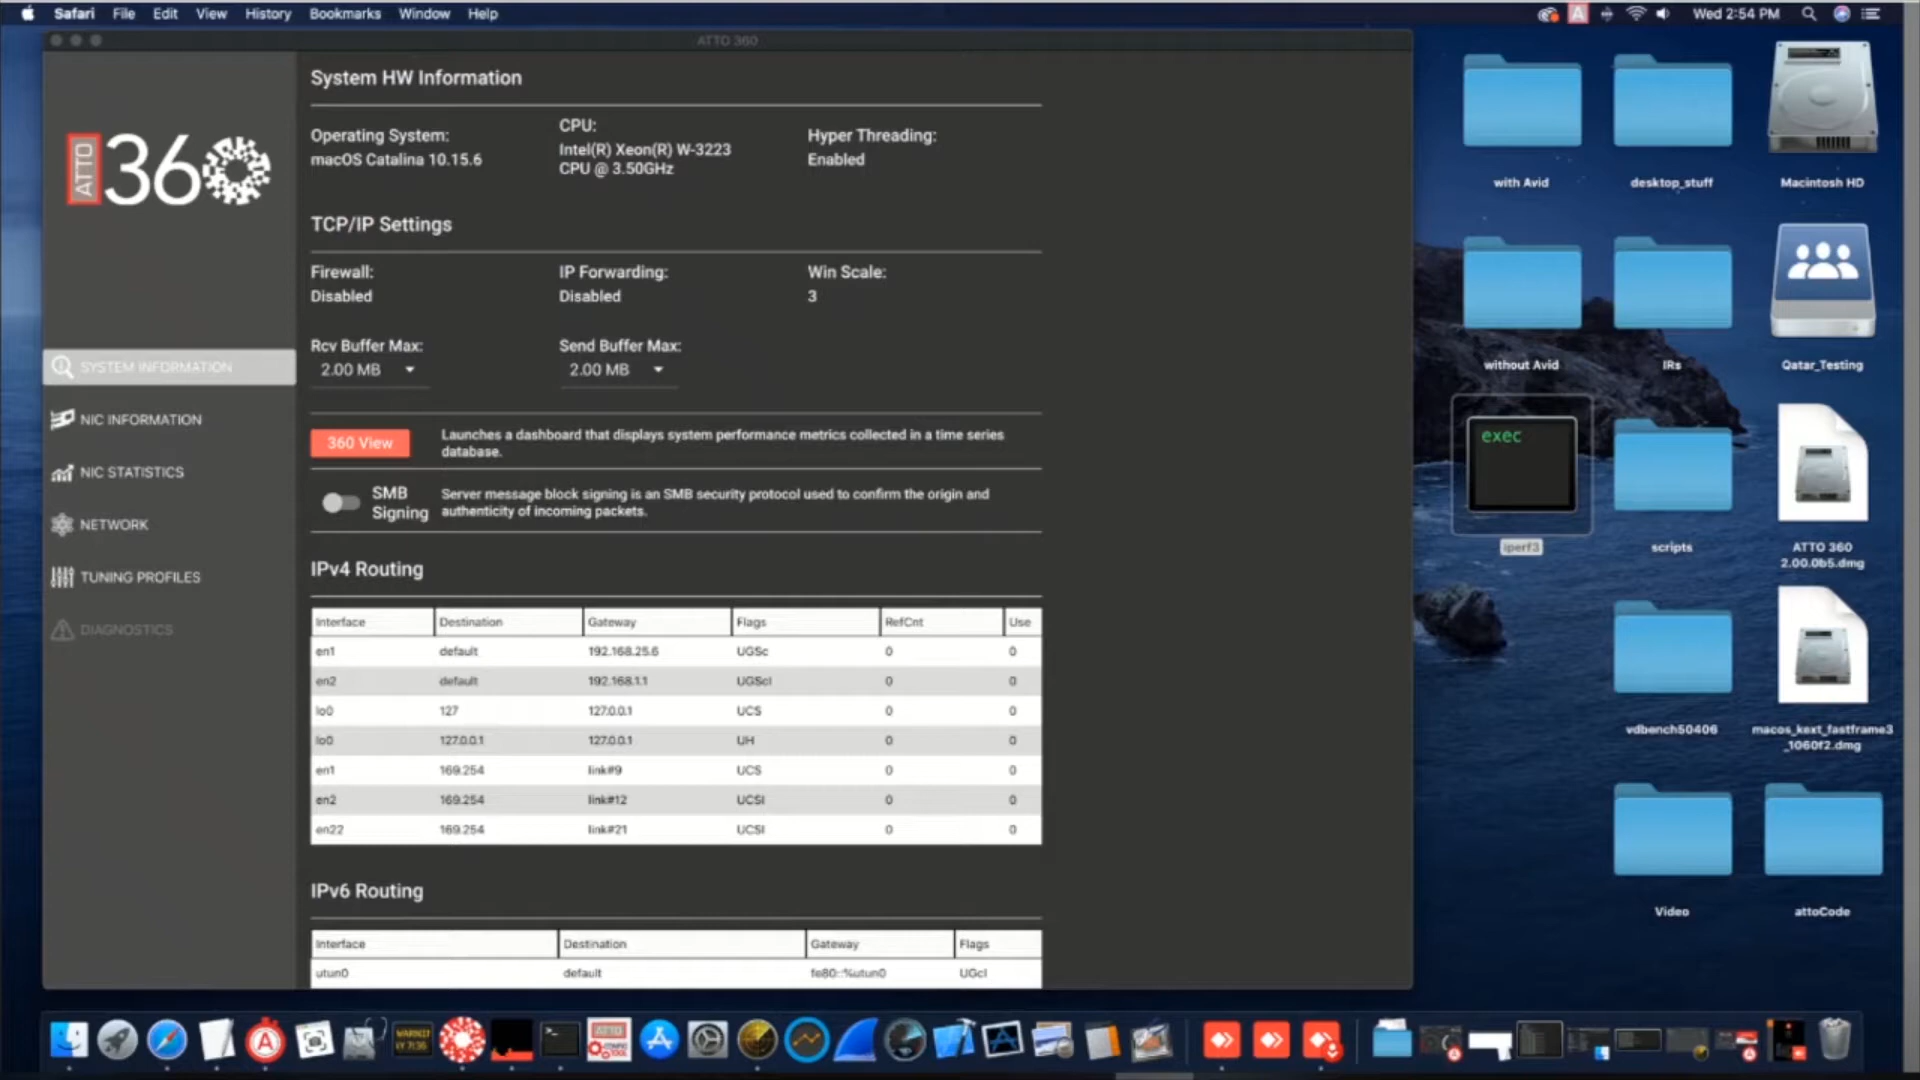 Safari File Edit View History Bookmarks Window Help
Wed 2:54 PM
ATTO 360
ATTO 360
SYSTEM INFORMATION
NIC INFORMATION
NIC STATISTICS
NETWORK
TUNING PROFILES
DIAGNOSTICS
System HW Information
Operating System:
macOS Catalina 10.15.6
CPU:
Intel(R) Xeon(R) W-3223
CPU @ 3.50GHz
Hyper Threading:
Enabled
TCP/IP Settings
Firewall:
Disabled
IP Forwarding:
Disabled
Win Scale:
3
Rcv Buffer Max:
2.00 MB
Send Buffer Max:
2.00 MB
360 View
Launches a dashboard that displays system performance metrics collected in a time series
database.
SMB
Signing
Server message block signing is an SMB security protocol used to confirm the origin and
authenticity of incoming packets.
IPv4 Routing
Interface Destination Gateway Flags RefCnt Use
en1 default 192.168.25.6 UGSc 0 0
en2 default 192.168.1.1 UGScI 0 0
lo0 127 127.0.0.1 UCS 0 0
lo0 127.0.0.1 127.0.0.1 UH 0 0
en1 169.254 link#9 UCS 0 0
en2 169.254 link#12 UCSI 0 0
en22 169.254 link#21 UCSI 0 0
IPv6 Routing
Interface Destination Gateway Flags
utun0 default fe80::%utun0 UGcI
with Avid
desktop_stuff
Macintosh HD
without Avid
IRs
Qatar_Testing
exec
iperf3
scripts
ATTO 360
2.00.0b5.dmg
vdbench50406
macos_kext_fastframe3
_1060f2.dmg
Video
attoCode